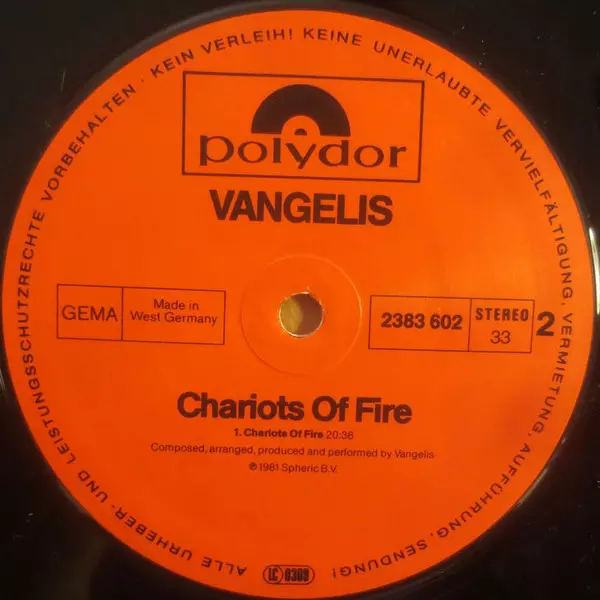 ALLE URHEBER- UND LEISTUNGSSCHUTZRECHTE VORBEHALTEN · KEIN VERLEIH! KEINE UNERLAUBTE VERVIELFÄLTIGUNG, VERMIETUNG, AUFFÜHRUNG, SENDUNG!
polydor
VANGELIS
GEMA
Made in
West Germany
2383 602
STEREO
33
2
Chariots Of Fire
1. Chariots Of Fire 20:36
Composed, arranged, produced and performed by Vangelis
℗ 1981 Spheric B.V.
LC 0309